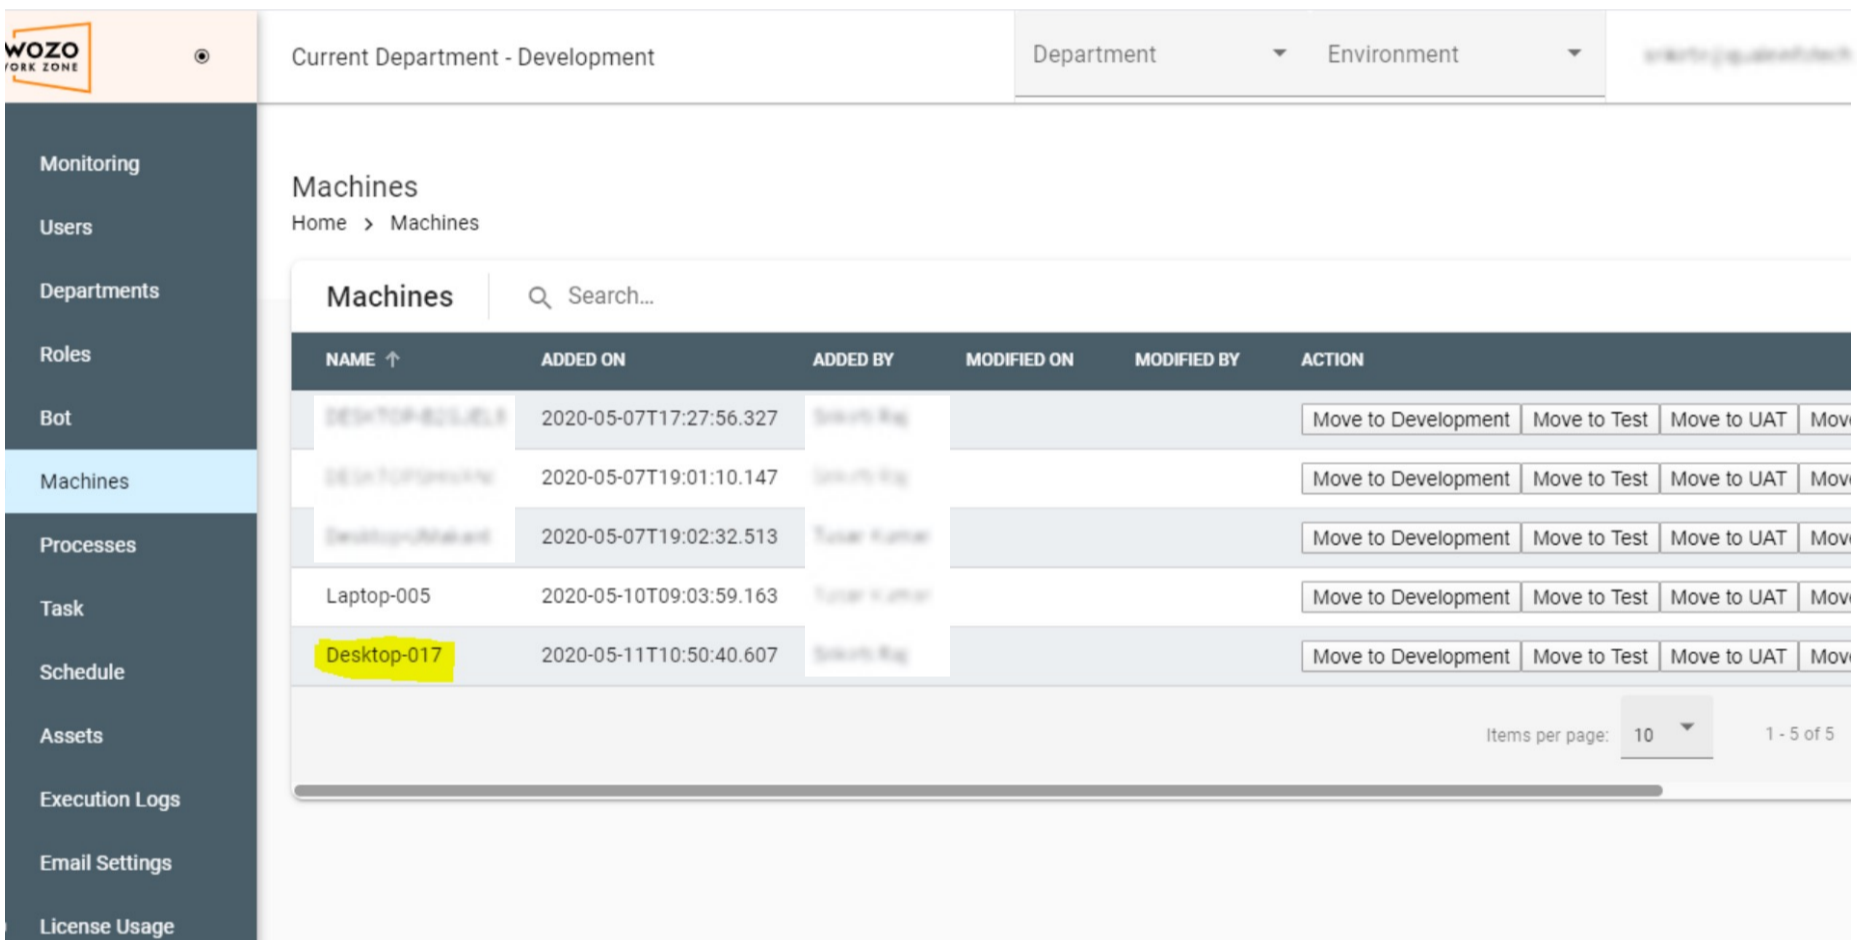 WOZO
ORK ZONE
Current Department - Development
Department
Environment
Monitoring
Users
Departments
Roles
Bot
Machines
Processes
Task
Schedule
Assets
Execution Logs
Email Settings
License Usage
Machines
Home > Machines
Machines
Search...
NAME ↑ ADDED ON ADDED BY MODIFIED ON MODIFIED BY ACTION
2020-05-07T17:27:56.327 Move to Development Move to Test Move to UAT Move
2020-05-07T19:01:10.147 Move to Development Move to Test Move to UAT Move
2020-05-07T19:02:32.513 Move to Development Move to Test Move to UAT Move
Laptop-005 2020-05-10T09:03:59.163 Move to Development Move to Test Move to UAT Move
Desktop-017 2020-05-11T10:50:40.607 Move to Development Move to Test Move to UAT Move
Items per page: 10 1 - 5 of 5